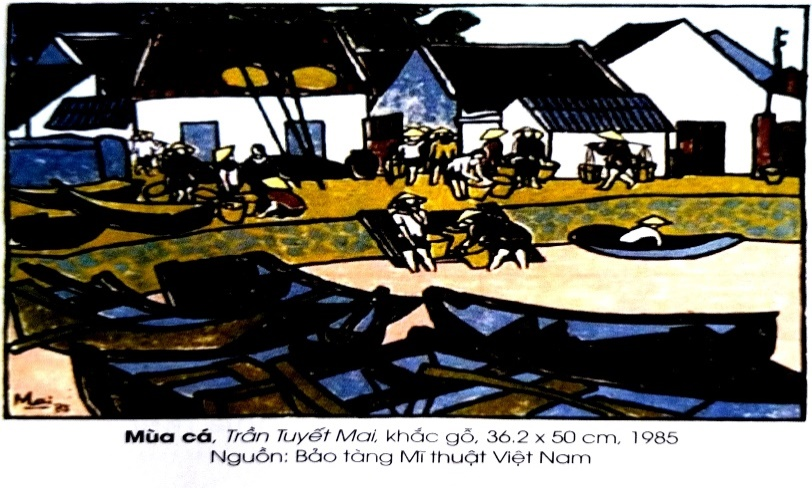 Mai
Mùa cá, Trần Tuyết Mai, khắc gỗ, 36.2 x 50 cm, 1985
Nguồn: Bảo tàng Mĩ thuật Việt Nam